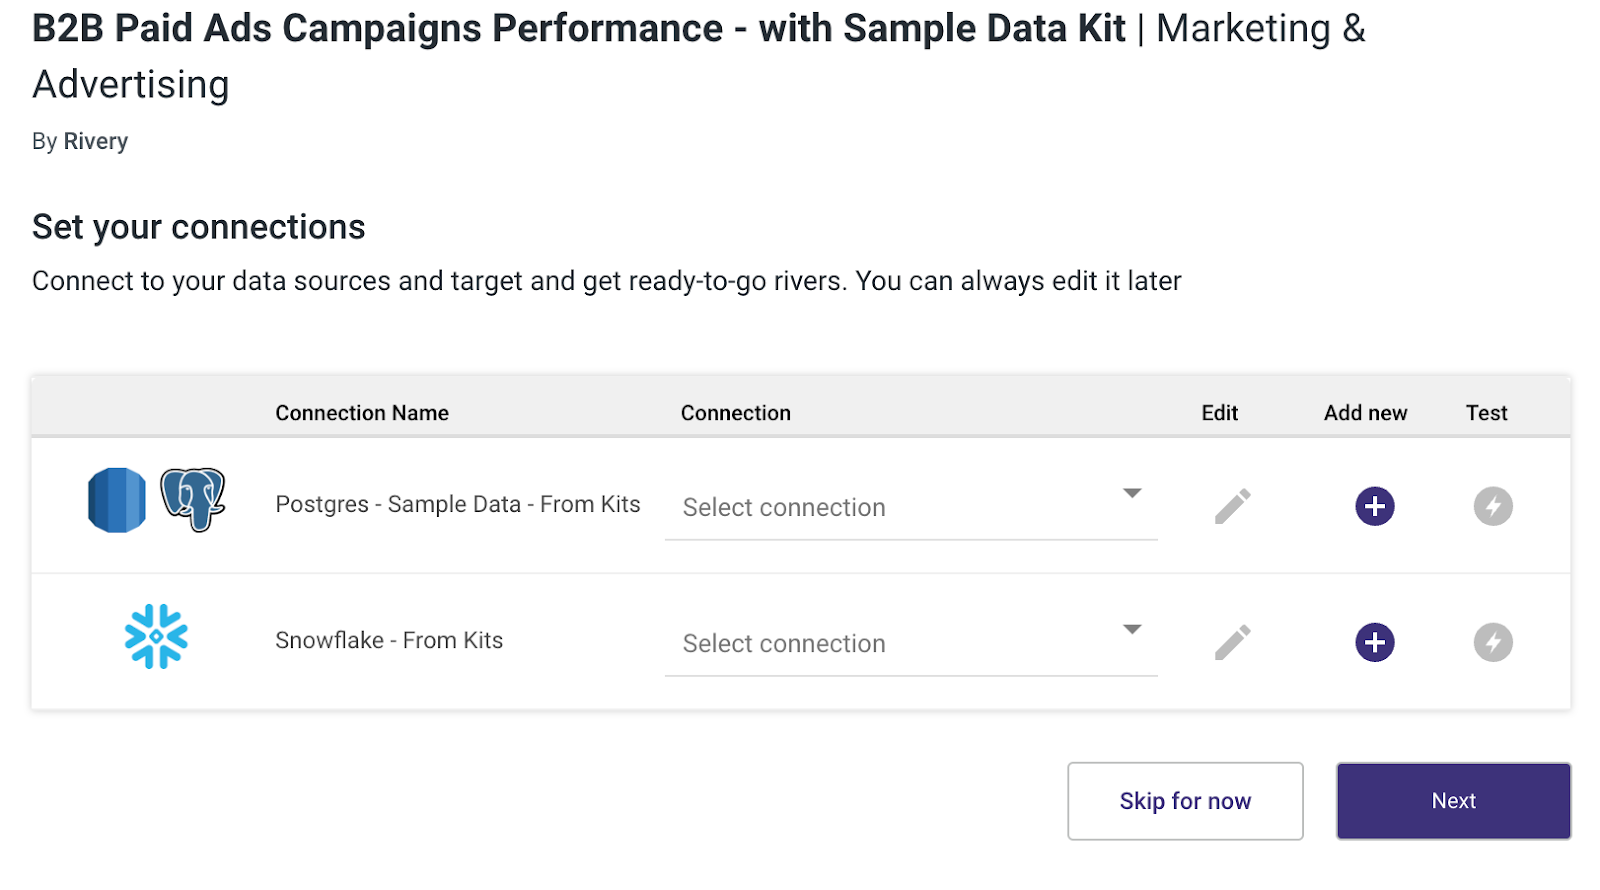 B2B Paid Ads Campaigns Performance - with Sample Data Kit | Marketing &
Advertising
By Rivery
Set your connections
Connect to your data sources and target and get ready-to-go rivers. You can always edit it later
Connection Name Connection Edit Add new Test
Postgres - Sample Data - From Kits Select connection
Snowflake - From Kits Select connection
Skip for now Next